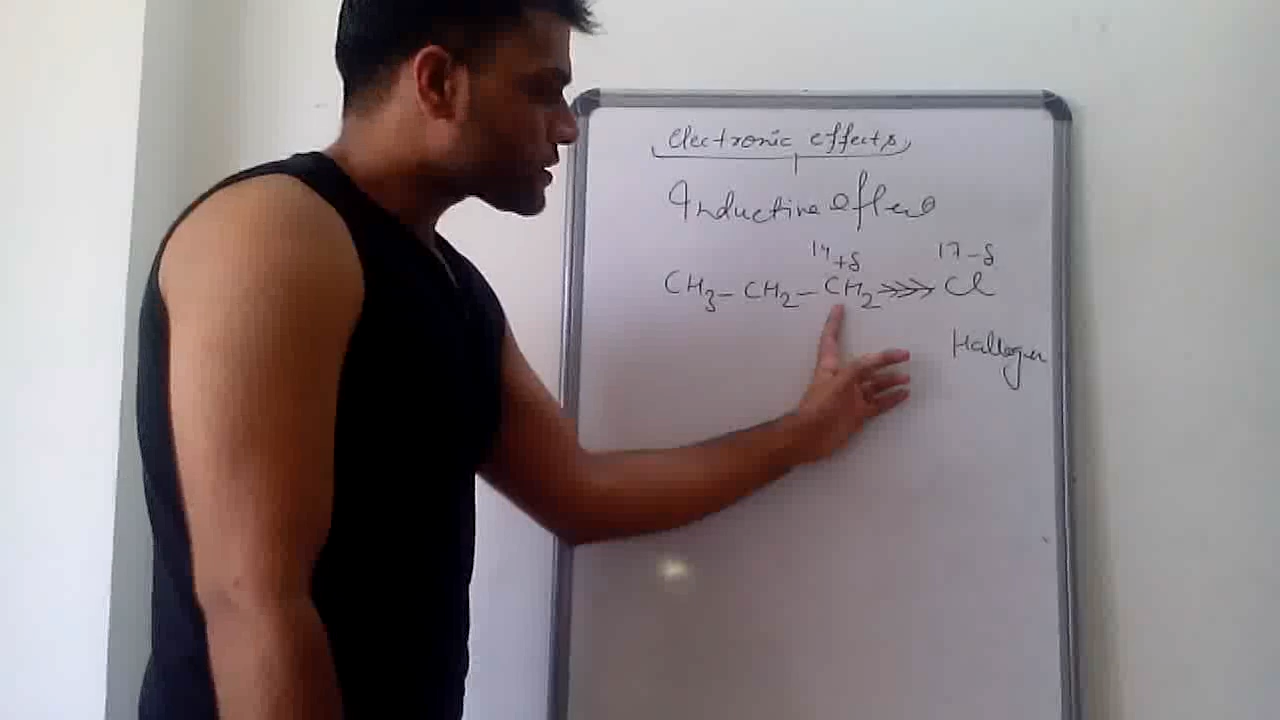 electronic effects
Inductive effect
14 +δ 17 -δ
CH3 - CH2 - CH2 >>>> Cl
Hallogen